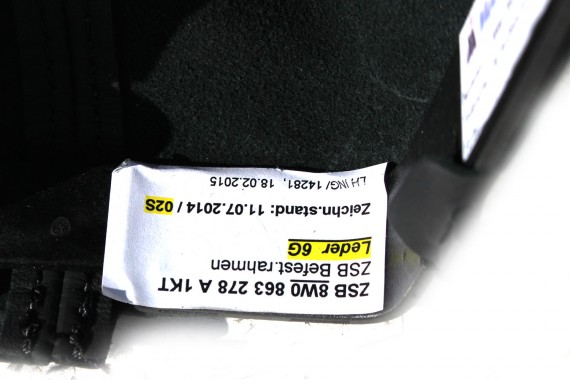 ZSB 8W0 863 278 A 1KT
ZSB Befest.rahmen
Leder 6G
Zeichn.stand: 11.07.2014 / 02S
LH ING/ 14281, 18.02.2015